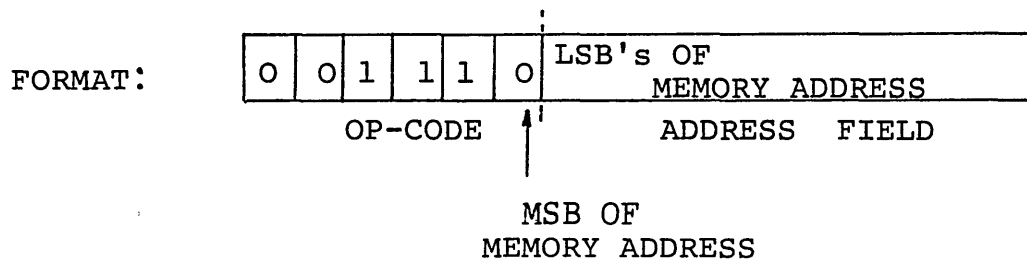 FORMAT:
0 0 1 1 1 0
LSB's OF
MEMORY ADDRESS
OP-CODE
ADDRESS FIELD
MSB OF
MEMORY ADDRESS